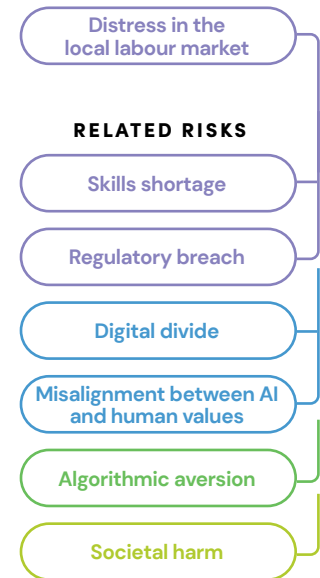 Distress in the
local labour market
RELATED RISKS
Skills shortage
Regulatory breach
Digital divide
Misalignment between AI
and human values
Algorithmic aversion
Societal harm